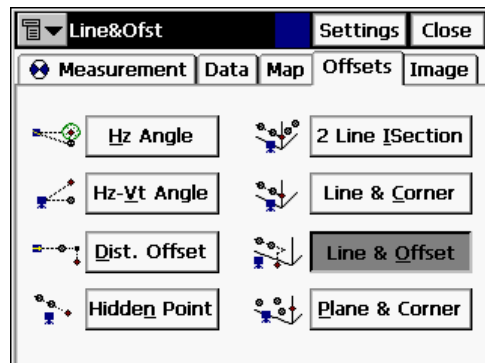 Line&Ofst Settings Close
Measurement Data Map Offsets Image
Hz Angle 2 Line ISection
Hz-Vt Angle Line & Corner
Dist. Offset Line & Offset
Hidden Point Plane & Corner